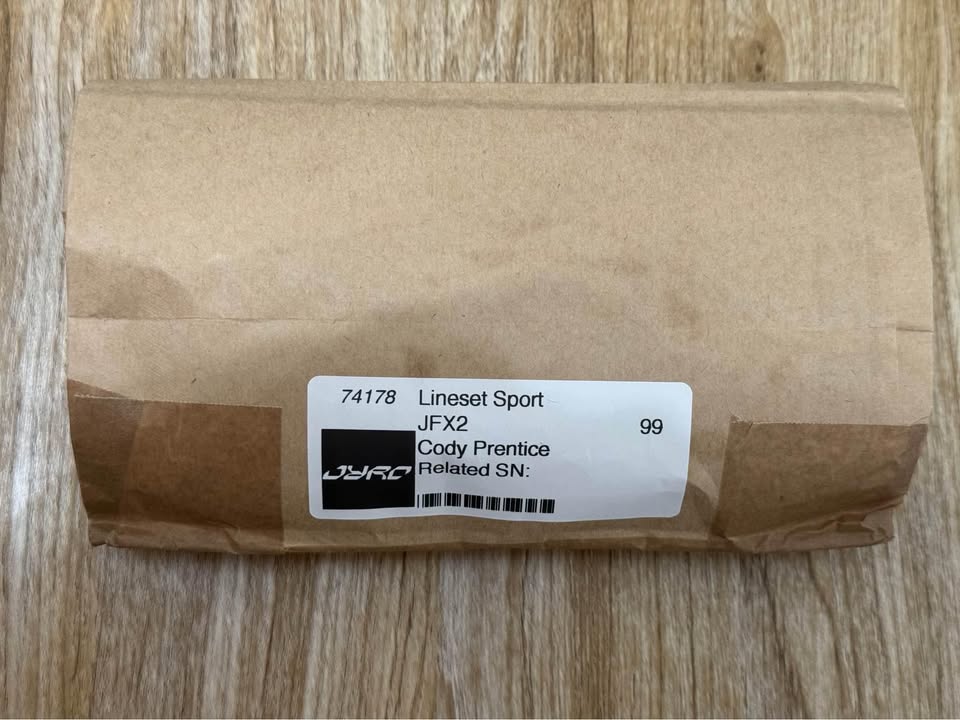 74178 Lineset Sport
JFX2
99
Cody Prentice
Related SN:
JYRO